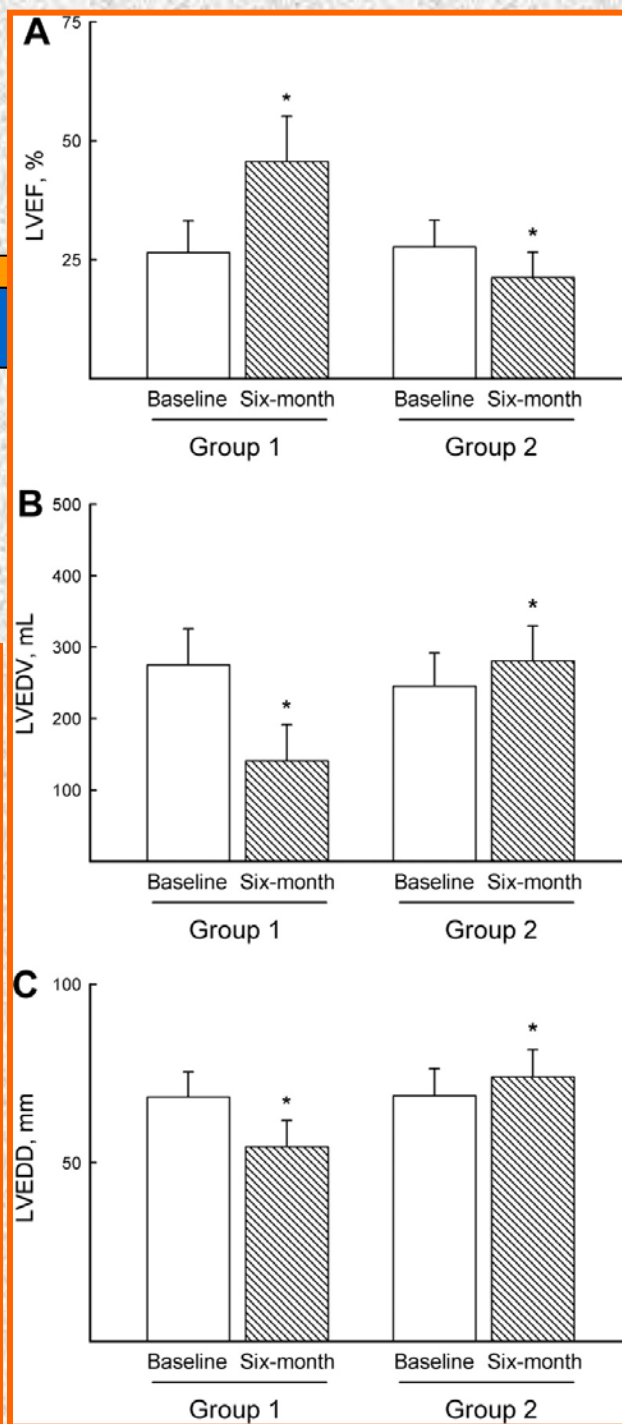 A
75
50
25
LVEF, %
*
*
Baseline Six-month Baseline Six-month
Group 1 Group 2
B
500
400
300
200
100
LVEDV, mL
*
*
Baseline Six-month Baseline Six-month
Group 1 Group 2
C
100
50
LVEDD, mm
*
*
Baseline Six-month Baseline Six-month
Group 1 Group 2